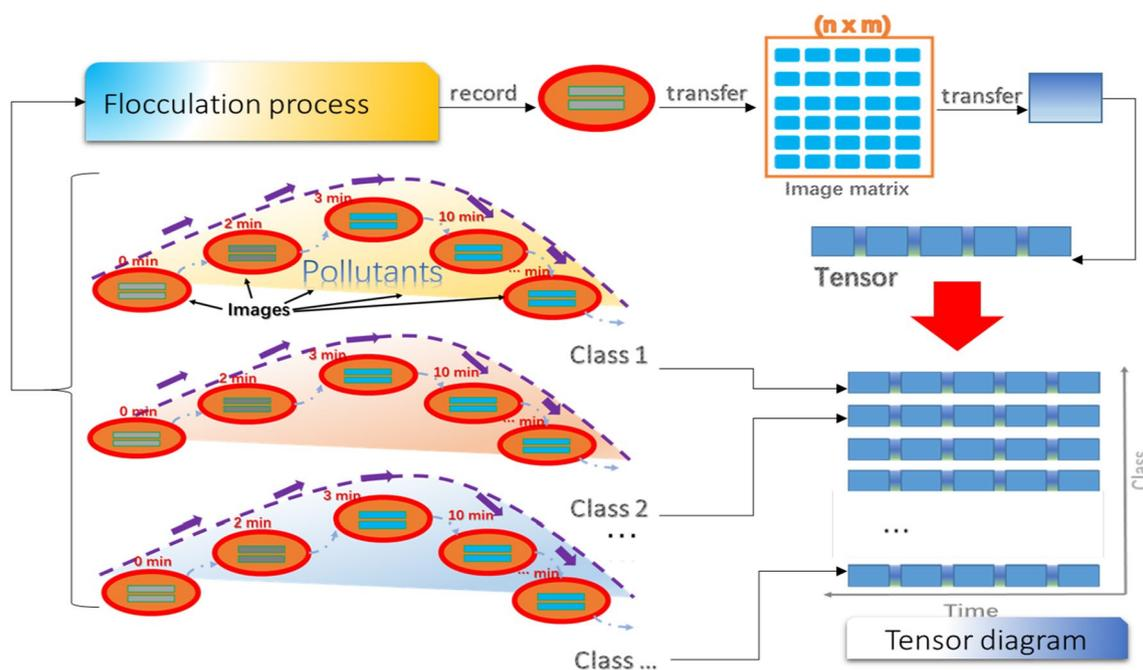 (n x m)
Flocculation process
record
transfer
transfer
Image matrix
3 min
2 min
10 min
0 min
... min
Pollutants
Images
Tensor
Class 1
3 min
10 min
2 min
0 min
... min
Class 2
...
3 min
10 min
2 min
0 min
... min
Class ...
Class
...
Time
Tensor diagram